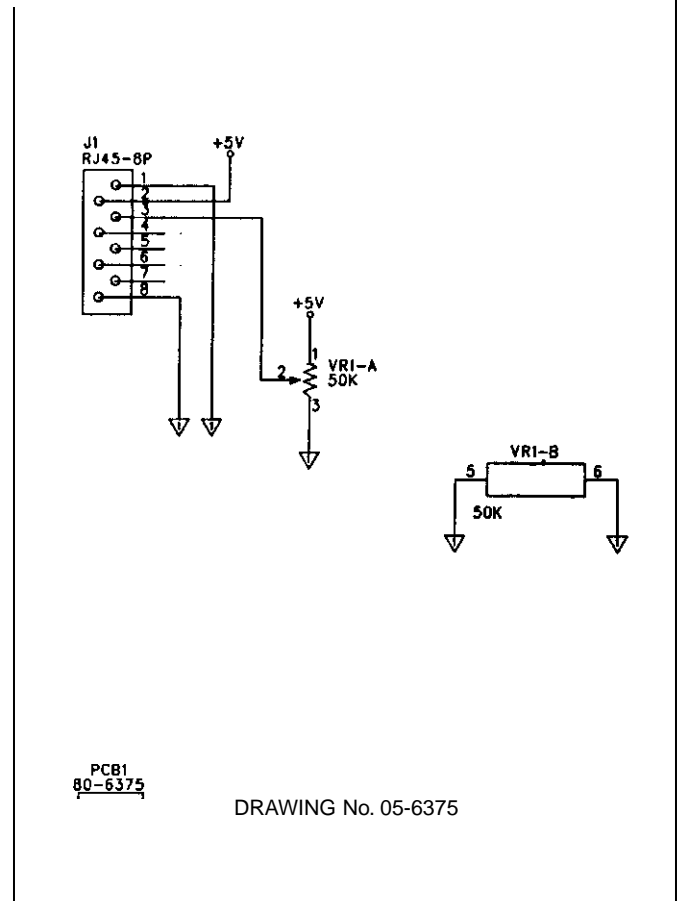 J1
RJ45-8P
+5V
1
2
3
4
5
6
7
8
+5V
1
2
VR1-A
50K
3
VR1-B
5
6
50K
PCB1
80-6375
DRAWING No. 05-6375